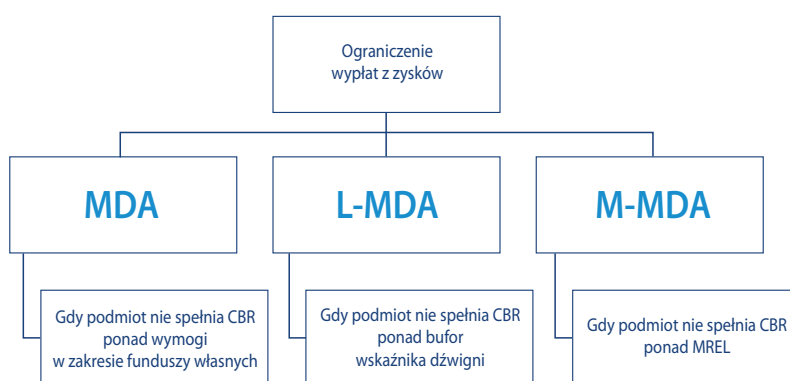 Ograniczenie
wypłat z zysków
MDA
L-MDA
M-MDA
Gdy podmiot nie spełnia CBR
ponad wymogi
w zakresie funduszy własnych
Gdy podmiot nie spełnia CBR
ponad bufor
wskaźnika dźwigni
Gdy podmiot nie spełnia CBR
ponad MREL